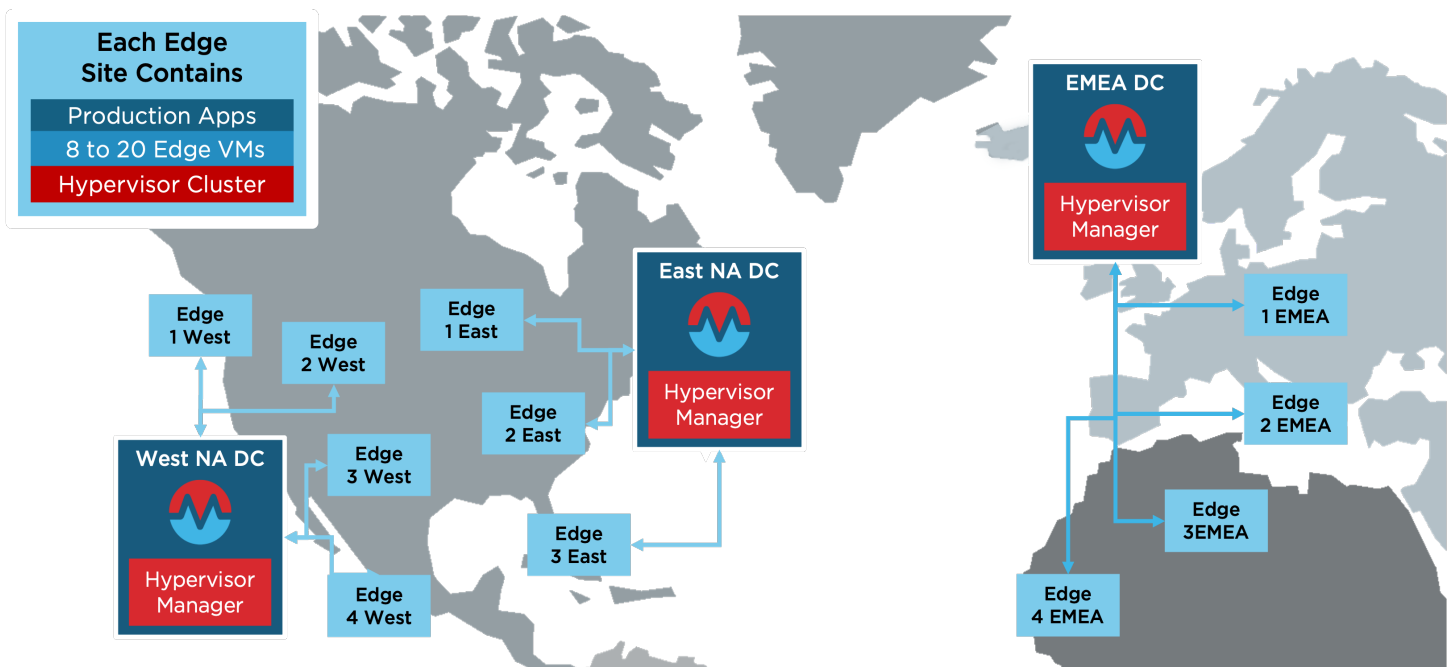 Each Edge
Site Contains
Production Apps
8 to 20 Edge VMs
Hypervisor Cluster
EMEA DC
Hypervisor
Manager
East NA DC
Hypervisor
Manager
West NA DC
Hypervisor
Manager
Edge
1 West
Edge
2 West
Edge
3 West
Edge
4 West
Edge
1 East
Edge
2 East
Edge
3 East
Edge
1 EMEA
Edge
2 EMEA
Edge
3EMEA
Edge
4 EMEA